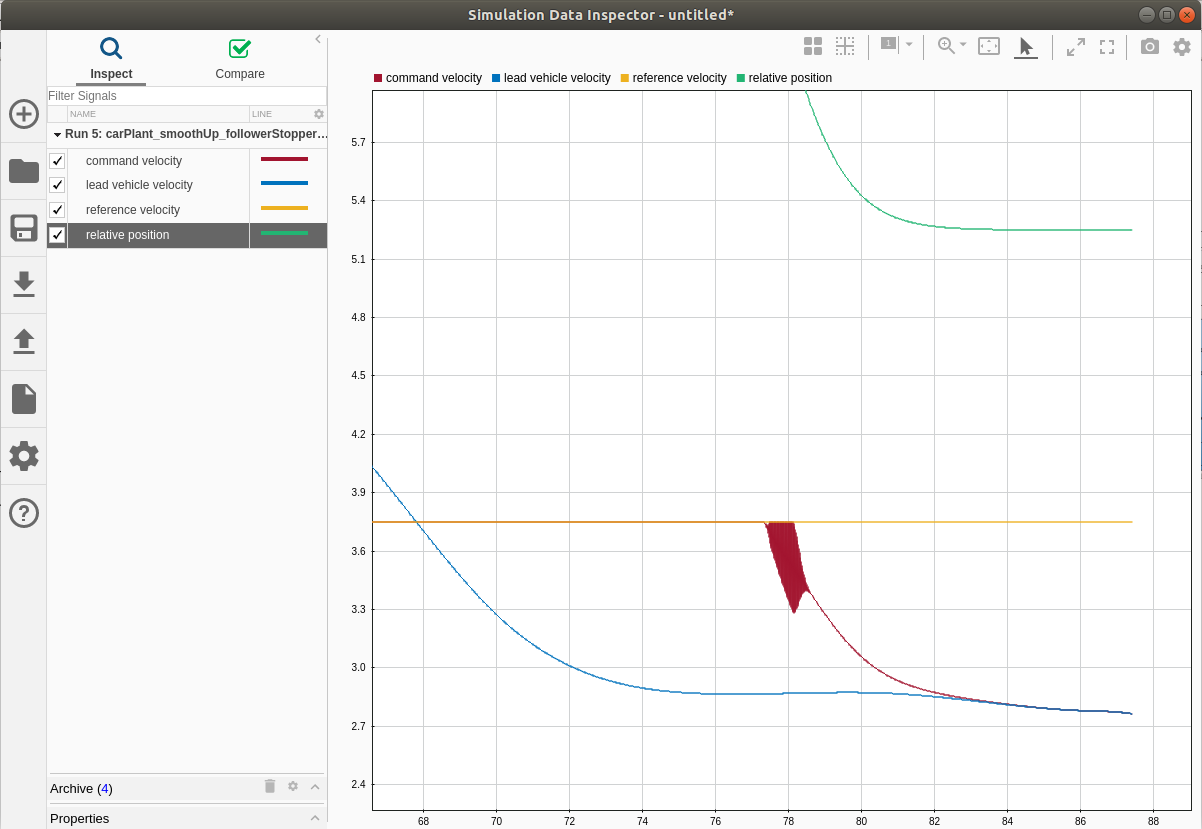 Simulation Data Inspector - untitled*
Inspect
Compare
Filter Signals
NAME
LINE
Run 5: carPlant_smoothUp_followerStopper...
command velocity
lead vehicle velocity
reference velocity
relative position
Archive (4)
Properties
1
command velocity lead vehicle velocity reference velocity relative position
5.7
5.4
5.1
4.8
4.5
4.2
3.9
3.6
3.3
3.0
2.7
2.4
68 70 72 74 76 78 80 82 84 86 88